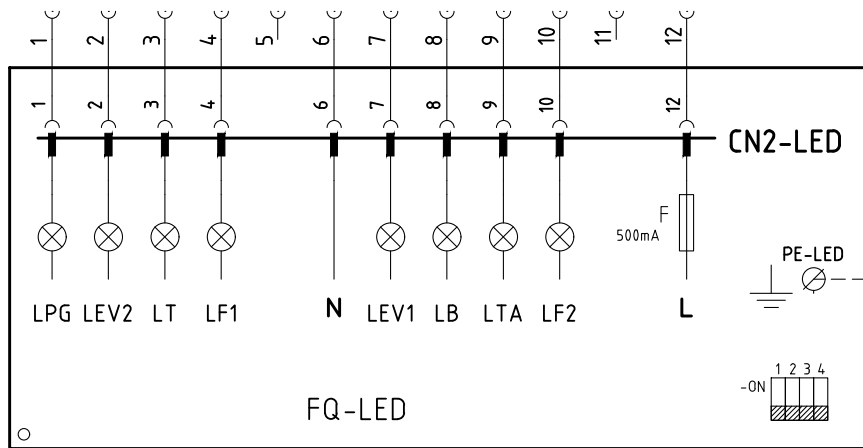 1 2 3 4 5 6 7 8 9 10 11 12
1 2 3 4 6 7 8 9 10 12
CN2-LED
F
500mA
PE-LED
LPG LEV2 LT LF1 N LEV1 LB LTA LF2 L
1 2 3 4
-ON
FQ-LED